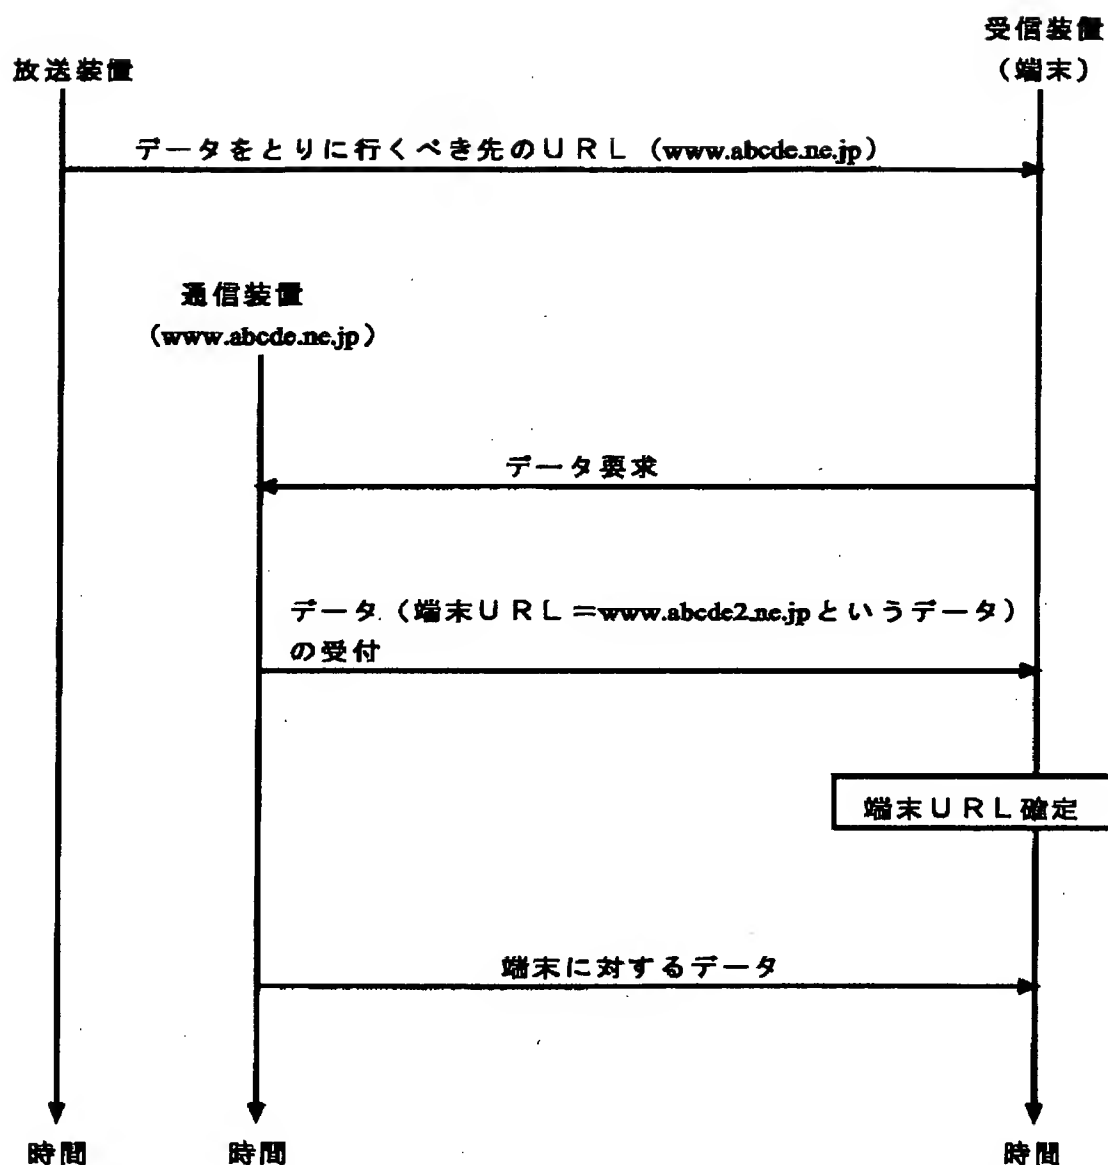 受信装置
放送装置
（端末）
データをとりに行くべき先のＵＲＬ（www.abcde.ne.jp）
通信装置
（www.abcde.ne.jp）
データ要求
データ（端末ＵＲＬ＝www.abcde2.ne.jpというデータ）
の受付
端末ＵＲＬ確定
端末に対するデータ
時間
時間
時間